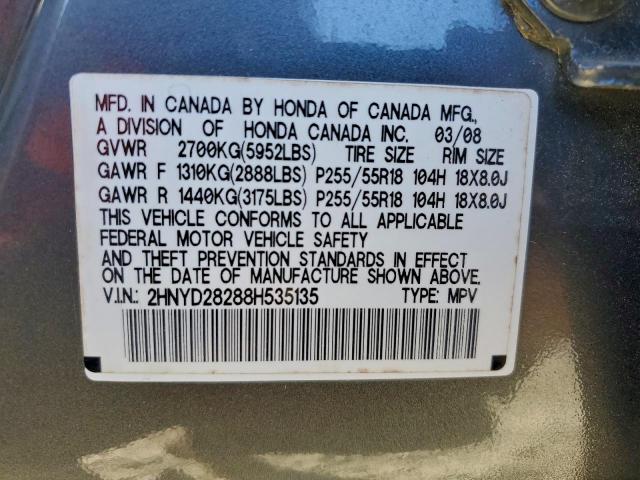 MFD. IN CANADA BY HONDA OF CANADA MFG.,
A DIVISION OF HONDA CANADA INC. 03/08
GVWR 2700KG(5952LBS) TIRE SIZE RIM SIZE
GAWR F 1310KG(2888LBS) P255/55R18 104H 18X8.0J
GAWR R 1440KG(3175LBS) P255/55R18 104H 18X8.0J
THIS VEHICLE CONFORMS TO ALL APPLICABLE
FEDERAL MOTOR VEHICLE SAFETY
AND THEFT PREVENTION STANDARDS IN EFFECT
ON THE DATE OF MANUFACTURE SHOWN ABOVE.
V.I.N.: 2HNYD28288H535135 TYPE: MPV